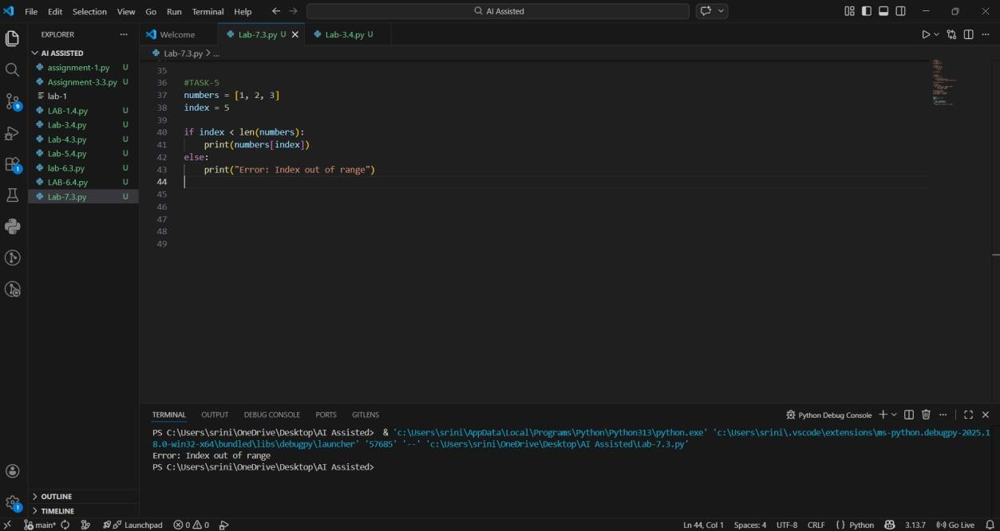 File Edit Selection View Go Run Terminal Help
AI Assisted
EXPLORER
Welcome
Lab-7.3.py U
Lab-3.4.py U
AI ASSISTED
assignment-1.py U
Assignment-3.3.py U
lab-1
LAB-1.4.py U
Lab-3.4.py U
Lab-4.3.py U
Lab-5.4.py U
lab-6.3.py U
LAB-6.4.py U
Lab-7.3.py U
9
1
1
OUTLINE
TIMELINE
Lab-7.3.py > ...
35
36 #TASK-5
37 numbers = [1, 2, 3]
38 index = 5
39
40 if index < len(numbers):
41 print(numbers[index])
42 else:
43 print("Error: Index out of range")
44
45
46
47
48
49
TERMINAL OUTPUT DEBUG CONSOLE PORTS GITLENS
Python Debug Console
PS C:\Users\srini\OneDrive\Desktop\AI Assisted> & 'c:\Users\srini\AppData\Local\Programs\Python\Python313\python.exe' 'c:\Users\srini\.vscode\extensions\ms-python.debugpy-2025.1
8.0-win32-x64\bundled\libs\debugpy\launcher' '57685' '--' 'c:\Users\srini\OneDrive\Desktop\AI Assisted\Lab-7.3.py'
Error: Index out of range
PS C:\Users\srini\OneDrive\Desktop\AI Assisted>
main* Launchpad 0 0 Ln 44, Col 1 Spaces: 4 UTF-8 CRLF { } Python 3.13.7 Go Live